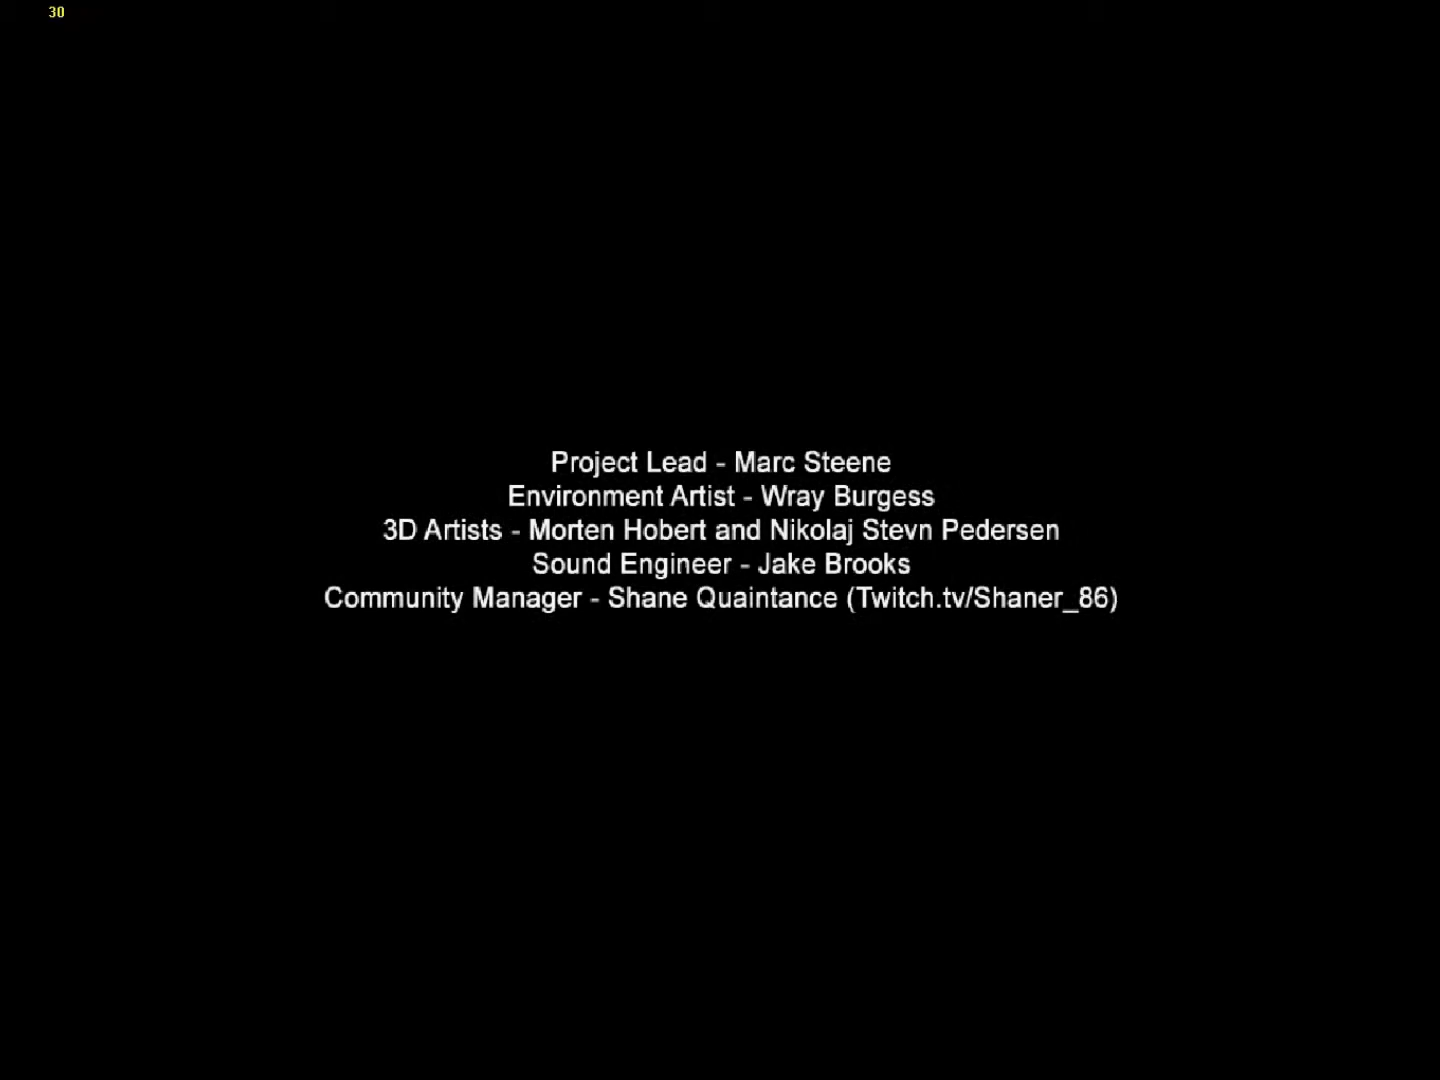 30
Project Lead - Marc Steene
Environment Artist - Wray Burgess
3D Artists - Morten Hobert and Nikolaj Stevn Pedersen
Sound Engineer - Jake Brooks
Community Manager - Shane Quaintance (Twitch.tv/Shaner_86)